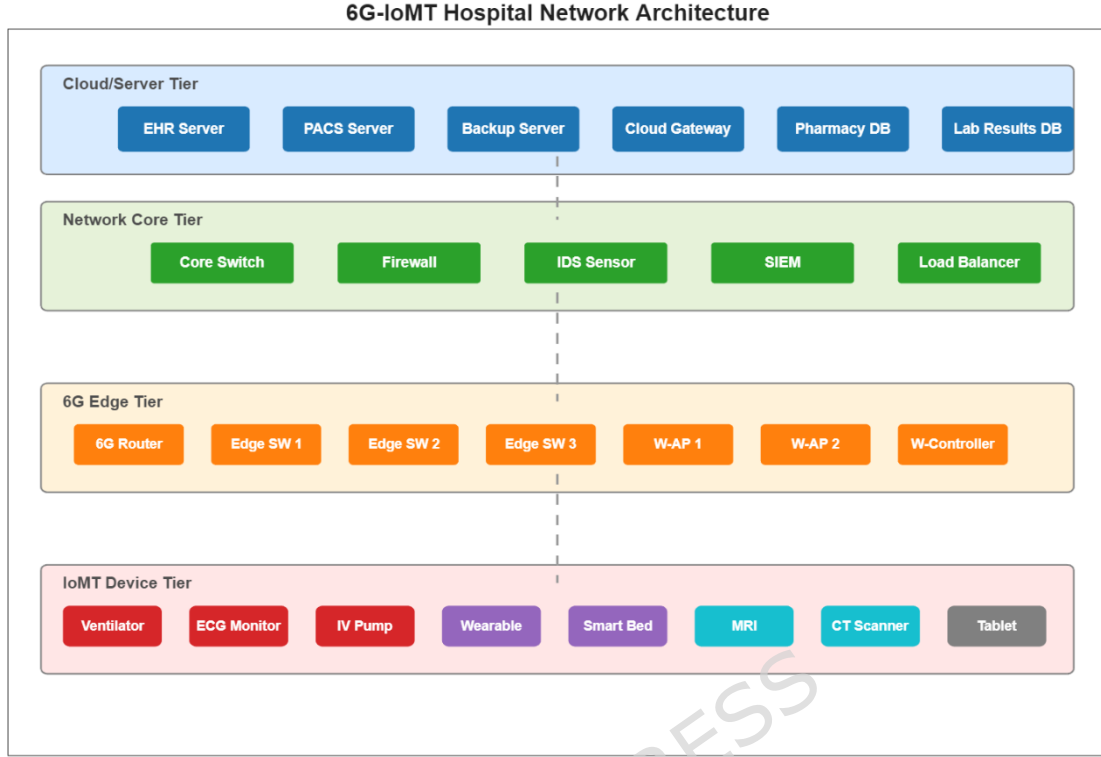 6G-IoMT Hospital Network Architecture
Cloud/Server Tier
EHR Server
PACS Server
Backup Server
Cloud Gateway
Pharmacy DB
Lab Results DB
Network Core Tier
Core Switch
Firewall
IDS Sensor
SIEM
Load Balancer
6G Edge Tier
6G Router
Edge SW 1
Edge SW 2
Edge SW 3
W-AP 1
W-AP 2
W-Controller
IoMT Device Tier
Ventilator
ECG Monitor
IV Pump
Wearable
Smart Bed
MRI
CT Scanner
Tablet